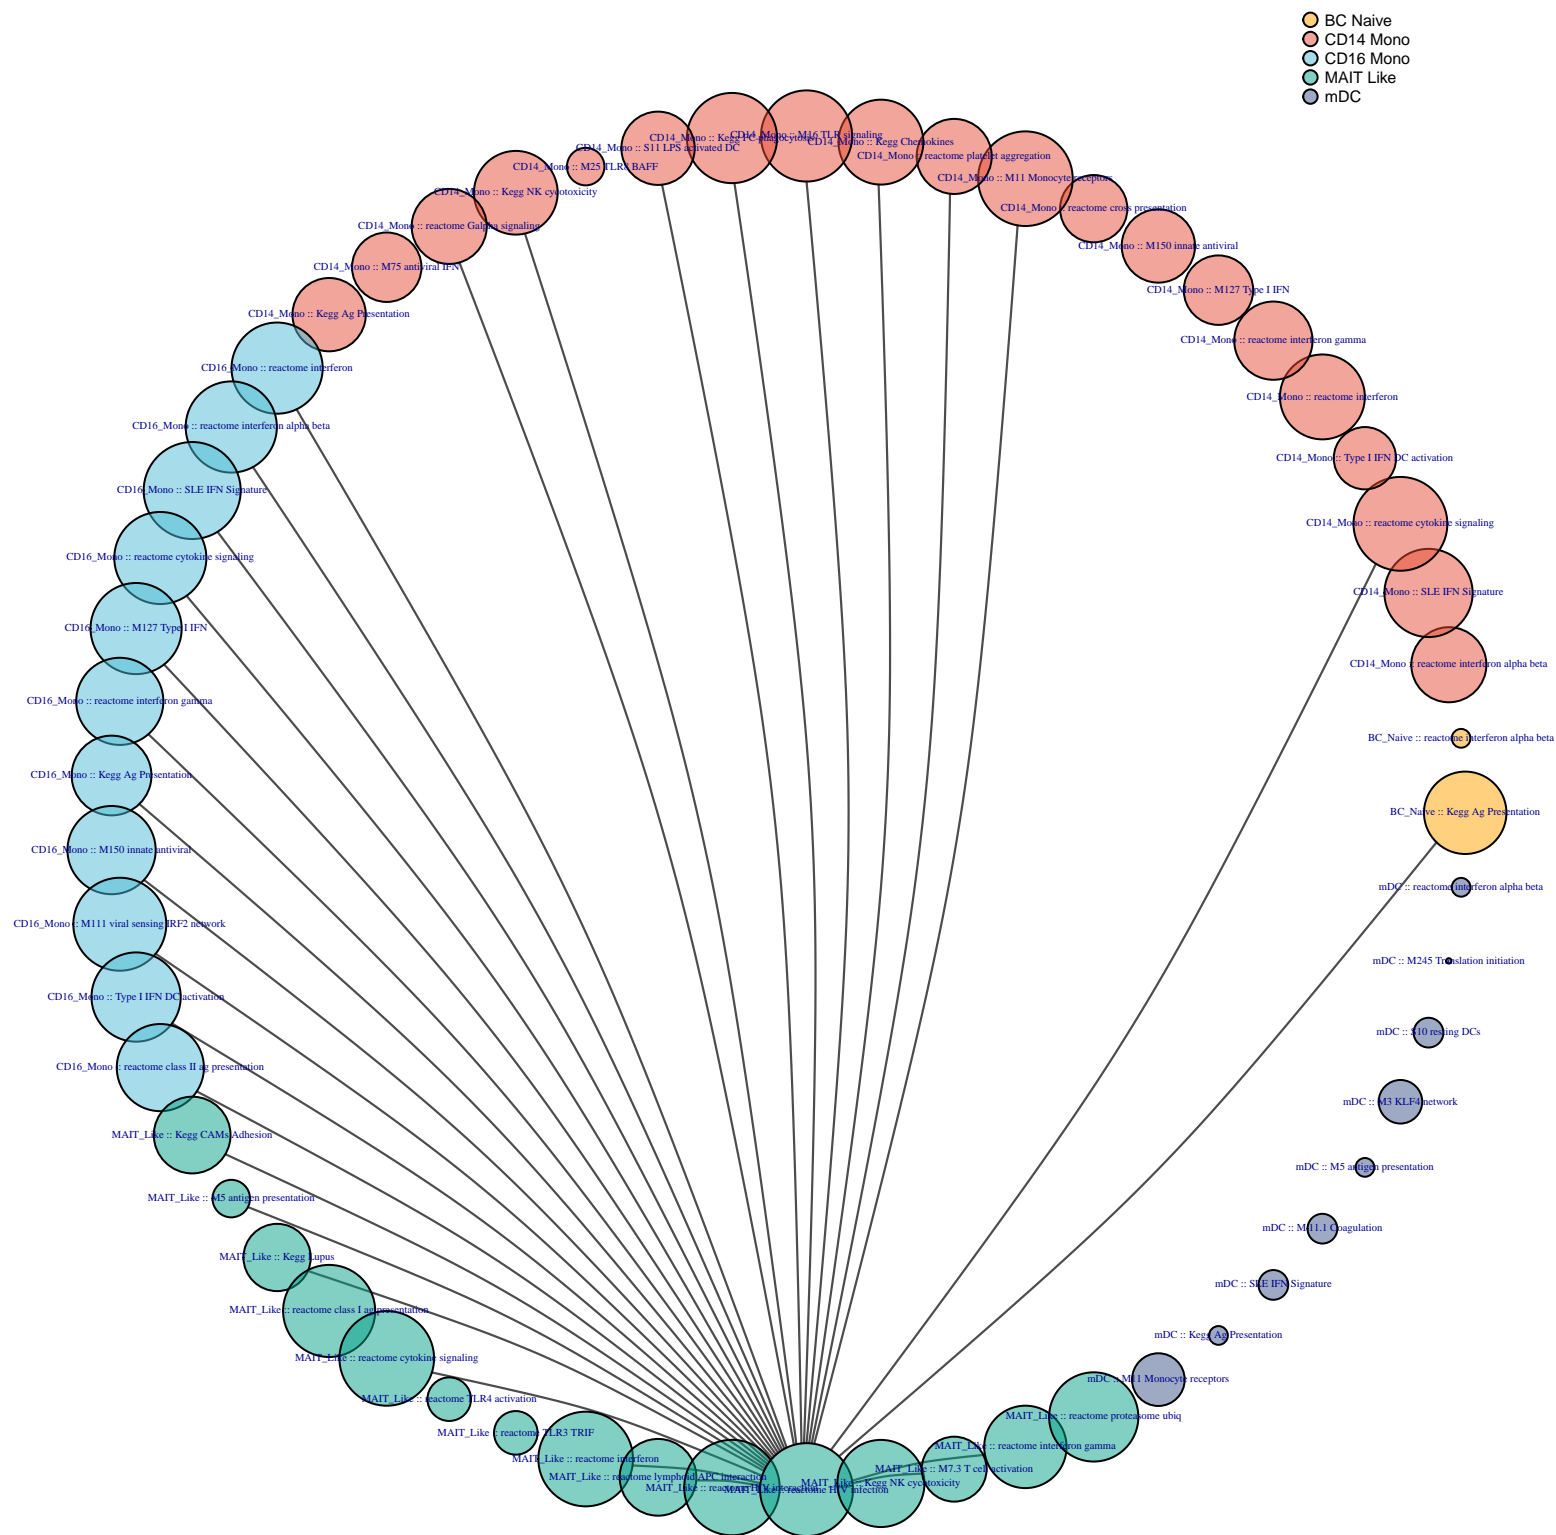 BC Naive
CD14 Mono
CD16 Mono
MAIT Like
mDC
CD14_Mono :: M16 TLR signaling
CD14_Mono :: Kegg FC phagocytosis
CD14_Mono :: Kegg Chemokines
CD14_Mono :: S11 LPS activated DC
CD14_Mono :: reactome platelet aggregation
CD14_Mono :: M25 TLR8 BAFF
CD14_Mono :: M11 Monocyte receptors
CD14_Mono :: Kegg NK cycotoxicity
CD14_Mono :: reactome cross presentation
CD14_Mono :: reactome Galpha signaling
CD14_Mono :: M150 innate antiviral
CD14_Mono :: M75 antiviral IFN
CD14_Mono :: M127 Type I IFN
CD14_Mono :: Kegg Ag Presentation
CD14_Mono :: reactome interferon gamma
CD16_Mono :: reactome interferon
CD14_Mono :: reactome interferon
CD16_Mono :: reactome interferon alpha beta
CD14_Mono :: Type I IFN DC activation
CD16_Mono :: SLE IFN Signature
CD14_Mono :: reactome cytokine signaling
CD16_Mono :: reactome cytokine signaling
CD14_Mono :: SLE IFN Signature
CD16_Mono :: M127 Type I IFN
CD14_Mono :: reactome interferon alpha beta
CD16_Mono :: reactome interferon gamma
BC_Naive :: reactome interferon alpha beta
CD16_Mono :: Kegg Ag Presentation
BC_Naive :: Kegg Ag Presentation
CD16_Mono :: M150 innate antiviral
mDC :: reactome interferon alpha beta
CD16_Mono :: M111 viral sensing IRF2 network
mDC :: M245 Translation initiation
CD16_Mono :: Type I IFN DC activation
mDC :: S10 resting DCs
CD16_Mono :: reactome class II ag presentation
mDC :: M3 KLF4 network
MAIT_Like :: Kegg CAMs Adhesion
mDC :: M5 antigen presentation
MAIT_Like :: M5 antigen presentation
mDC :: M11.1 Coagulation
MAIT_Like :: Kegg Lupus
mDC :: SLE IFN Signature
MAIT_Like :: reactome class I ag presentation
mDC :: Kegg Ag Presentation
MAIT_Like :: reactome cytokine signaling
mDC :: M11 Monocyte receptors
MAIT_Like :: reactome TLR4 activation
MAIT_Like :: reactome proteasome ubiq
MAIT_Like :: reactome TLR3 TRIF
MAIT_Like :: reactome interferon gamma
MAIT_Like :: reactome interferon
MAIT_Like :: M7.3 T cell activation
MAIT_Like :: reactome lymphoid APC interaction
MAIT_Like :: Kegg NK cycotoxicity
MAIT_Like :: reactome HIV interaction
MAIT_Like :: reactome HIV infection